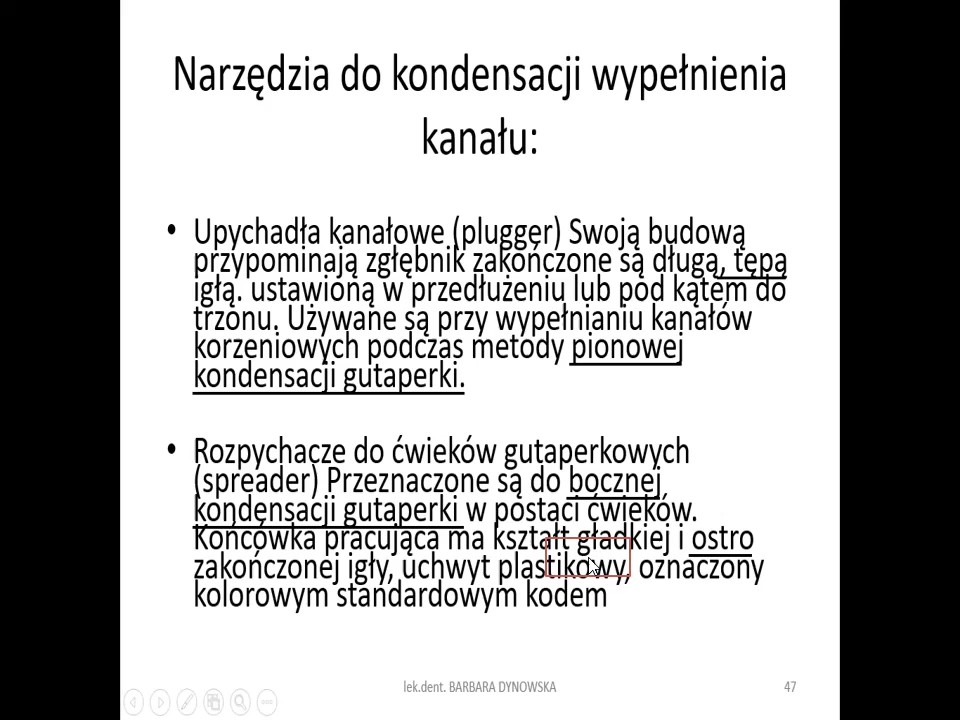 Narzędzia do kondensacji wypełnienia
kanału:
• Upychadła kanałowe (plugger) Swoją budową
przypominają zgłębnik zakończone są długą, tępą
igłą. ustawioną w przedłużeniu lub pod kątem do
trzonu. Używane są przy wypełnianiu kanałów
korzeniowych podczas metody pionowej
kondensacji gutaperki.
• Rozpychacze do ćwieków gutaperkowych
(spreader) Przeznaczone są do bocznej
kondensacji gutaperki w postaci ćwieków.
Końcówka pracująca ma kształt gładkiej i ostro
zakończonej igły, uchwyt plastikowy, oznaczony
kolorowym standardowym kodem
lek.dent. BARBARA DYNOWSKA
47